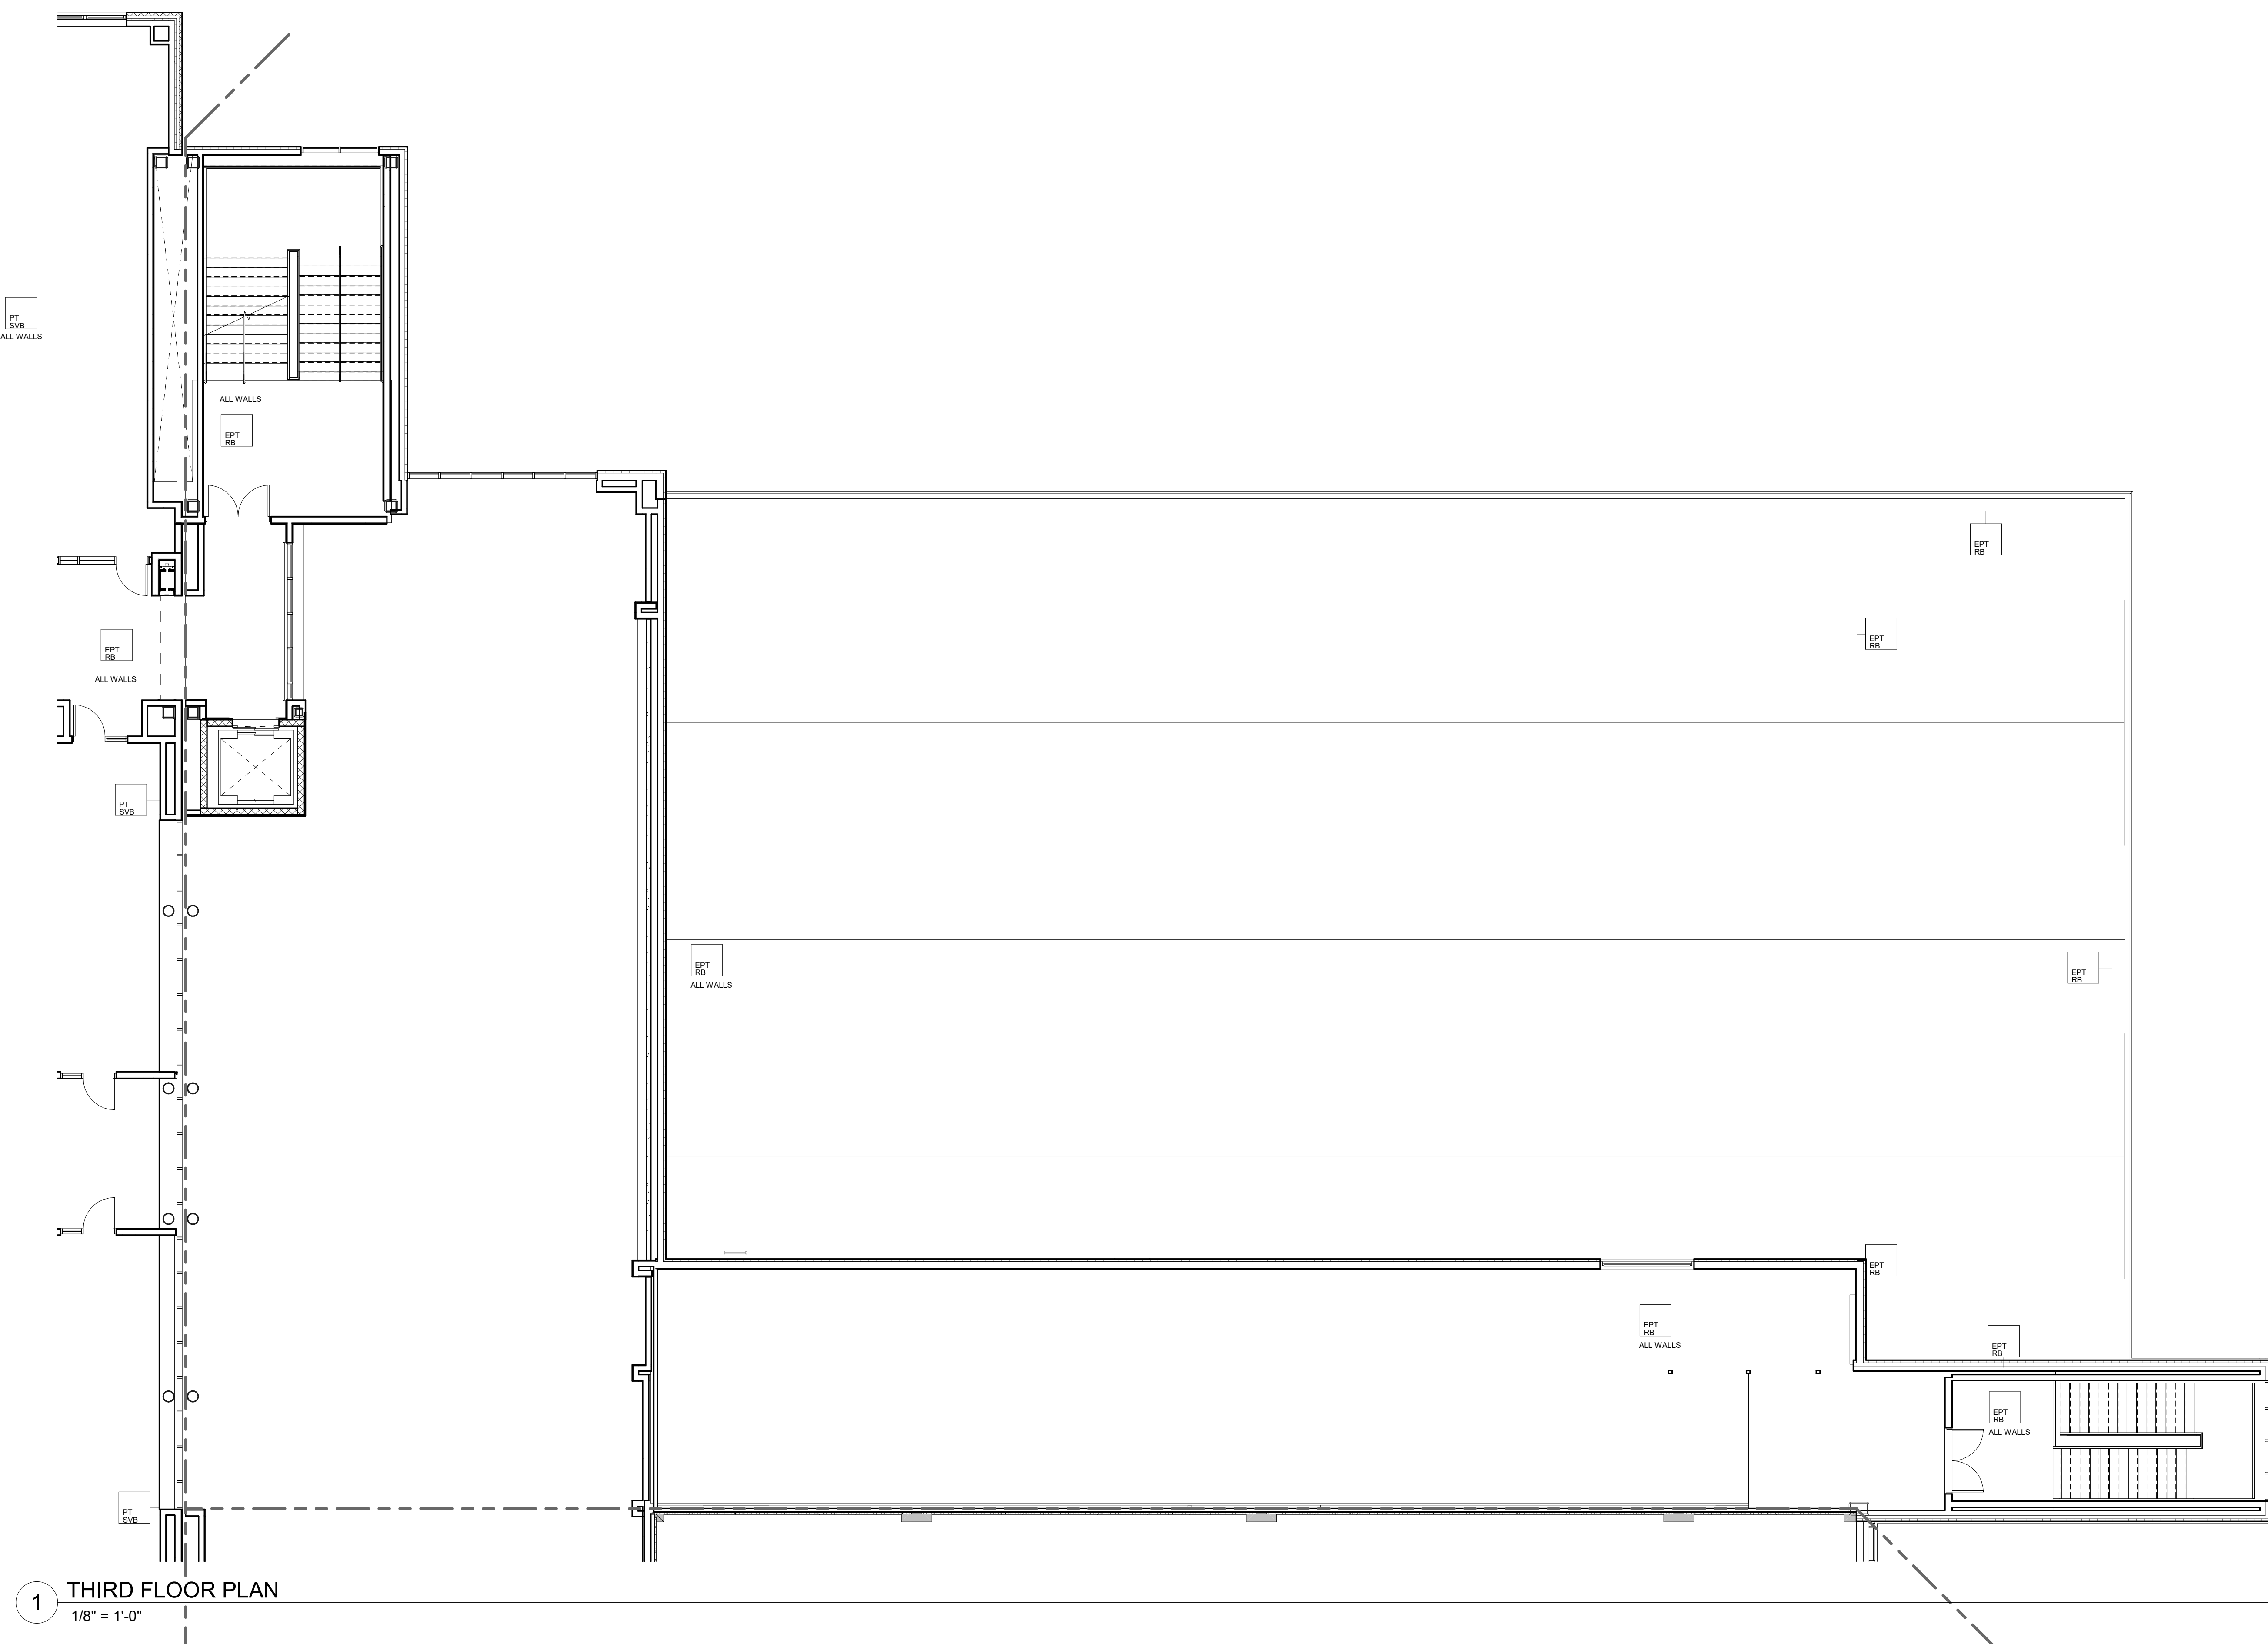 PT
SVB
ALL WALLS
ALL WALLS
EPT
RB
EPT
RB
EPT
RB
EPT
RB
ALL WALLS
PT
SVB
EPT
RB
ALL WALLS
EPT
RB
EPT
RB
EPT
RB
ALL WALLS
EPT
RB
EPT
RB
ALL WALLS
PT
SVB
1
THIRD FLOOR PLAN
1/8" = 1'-0"